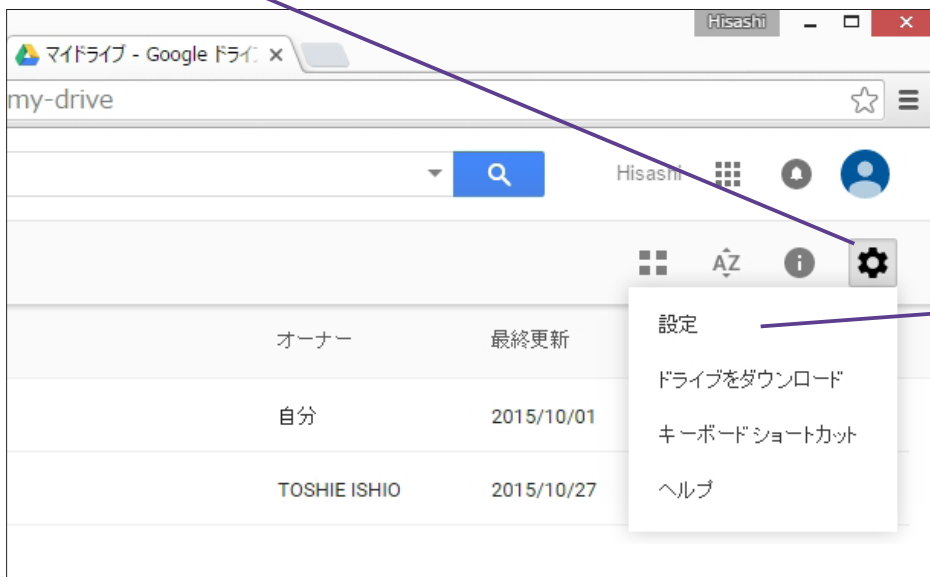 Hisashi
マイドライブ - Google ドライブ
my-drive
Hisashi
AZ
設定
オーナー
最終更新
ドライブをダウンロード
自分
2015/10/01
キーボード ショートカット
TOSHIE ISHIO
2015/10/27
ヘルプ